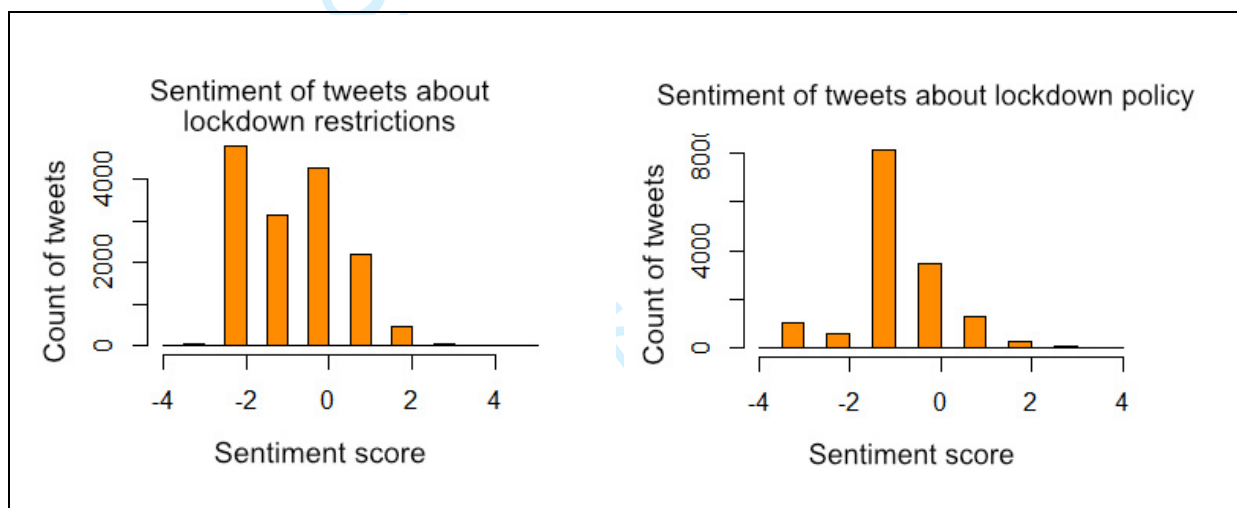 Sentiment of tweets about
lockdown restrictions
Count of tweets
0
2000
4000
-4
-2
0
2
4
Sentiment score
Sentiment of tweets about lockdown policy
Count of tweets
0
4000
8000
-4
-2
0
2
4
Sentiment score